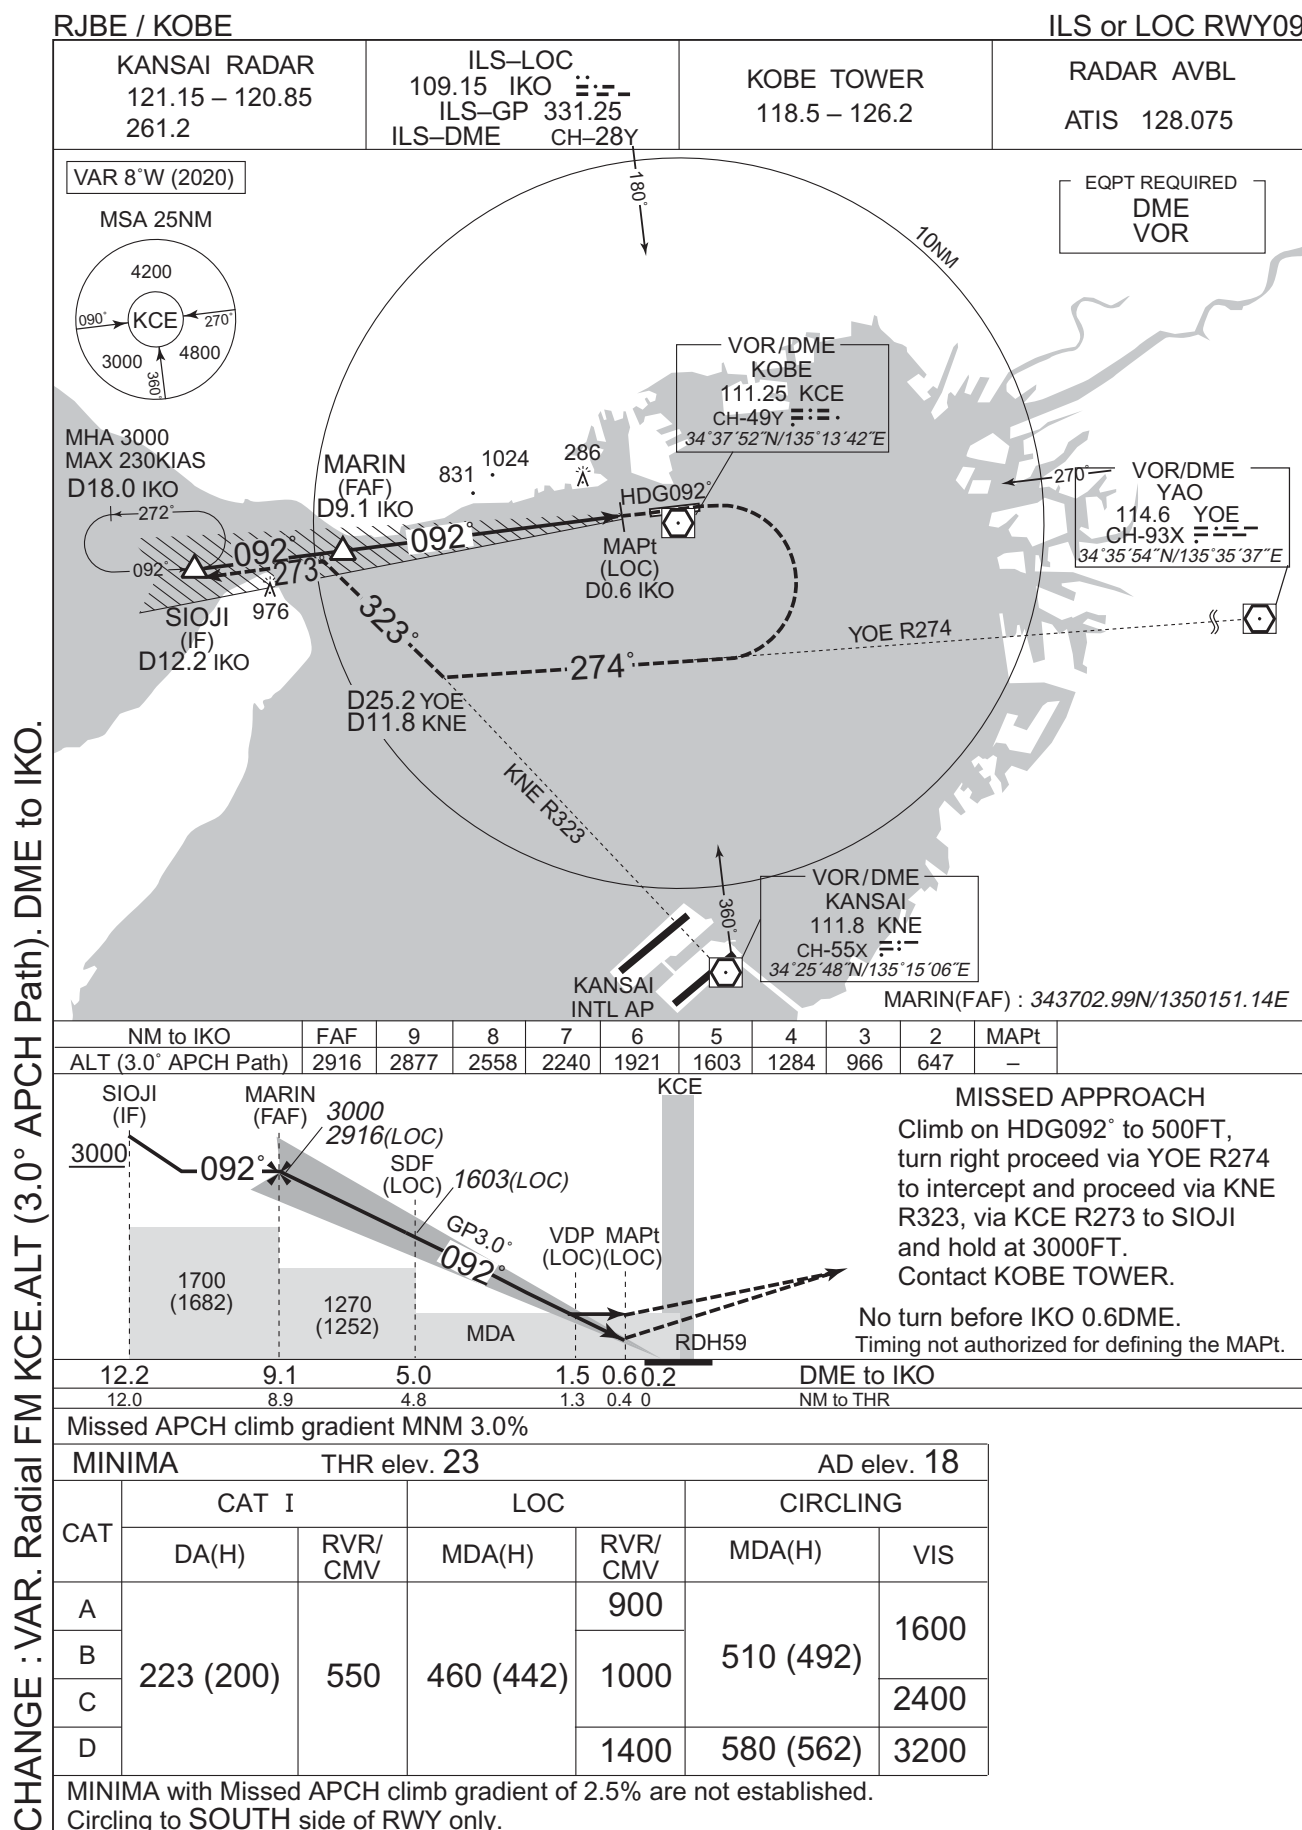 RJBE / KOBE
ILS or LOC RWY09
KANSAI RADAR
121.15 – 120.85
261.2
ILS–LOC
109.15 IKO
ILS–GP 331.25
ILS–DME CH–28Y
KOBE TOWER
118.5 – 126.2
RADAR AVBL
ATIS 128.075
VAR 8°W (2020)
MSA 25NM
4200
090°
KCE
270°
3000
4800
360°
180°
10NM
EQPT REQUIRED
DME
VOR
VOR/DME
KOBE
111.25 KCE
CH-49Y
34°37´52˝N/135°13´42˝E
MHA 3000
MAX 230KIAS
D18.0 IKO
272°
092°
MARIN
(FAF)
D9.1 IKO
831
1024
286
HDG092°
270°
VOR/DME
YAO
114.6 YOE
CH-93X
34°35´54˝N/135°35´37˝E
092°
092°
273°
MAPt
(LOC)
D0.6 IKO
SIOJI
(IF)
D12.2 IKO
976
323°
274°
YOE R274
D25.2 YOE
D11.8 KNE
KNE R323
360°
VOR/DME
KANSAI
111.8 KNE
CH-55X
34°25´48˝N/135°15´06˝E
KANSAI
INTL AP
MARIN(FAF) : 343702.99N/1350151.14E
NM to IKO FAF 9 8 7 6 5 4 3 2 MAPt
ALT (3.0° APCH Path) 2916 2877 2558 2240 1921 1603 1284 966 647 –
SIOJI
(IF)
MARIN
(FAF)
3000
2916(LOC)
3000
092°
SDF
(LOC)
1603(LOC)
GP3.0°
092°
VDP
(LOC)
MAPt
(LOC)
KCE
1700
(1682)
1270
(1252)
MDA
RDH59
MISSED APPROACH
Climb on HDG092° to 500FT,
turn right proceed via YOE R274
to intercept and proceed via KNE
R323, via KCE R273 to SIOJI
and hold at 3000FT.
Contact KOBE TOWER.
No turn before IKO 0.6DME.
Timing not authorized for defining the MAPt.
12.2 9.1 5.0 1.5 0.6 0.2 DME to IKO
12.0 8.9 4.8 1.3 0.4 0 NM to THR
Missed APCH climb gradient MNM 3.0%
MINIMA THR elev. 23 AD elev. 18
CAT
CAT I
LOC
CIRCLING
DA(H)
RVR/
CMV
MDA(H)
RVR/
CMV
MDA(H)
VIS
A
B
C
D
223 (200)
550
460 (442)
900
1000
1400
510 (492)
580 (562)
1600
2400
3200
MINIMA with Missed APCH climb gradient of 2.5% are not established.
Circling to SOUTH side of RWY only.
CHANGE : VAR. Radial FM KCE.ALT (3.0° APCH Path). DME to IKO.